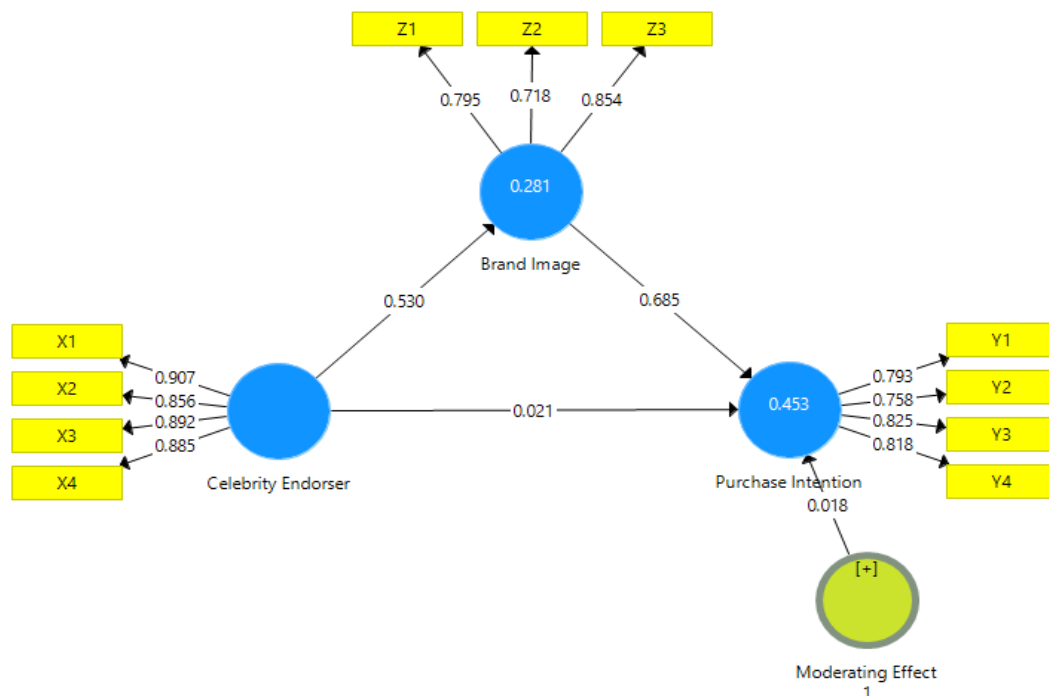 Z1
Z2
Z3
0.795
0.718
0.854
0.281
Brand Image
0.530
0.685
X1
X2
X3
X4
0.907
0.856
0.892
0.885
Celebrity Endorser
0.021
0.453
Purchase Intention
0.793
0.758
0.825
0.818
Y1
Y2
Y3
Y4
0.018
[+]
Moderating Effect
1